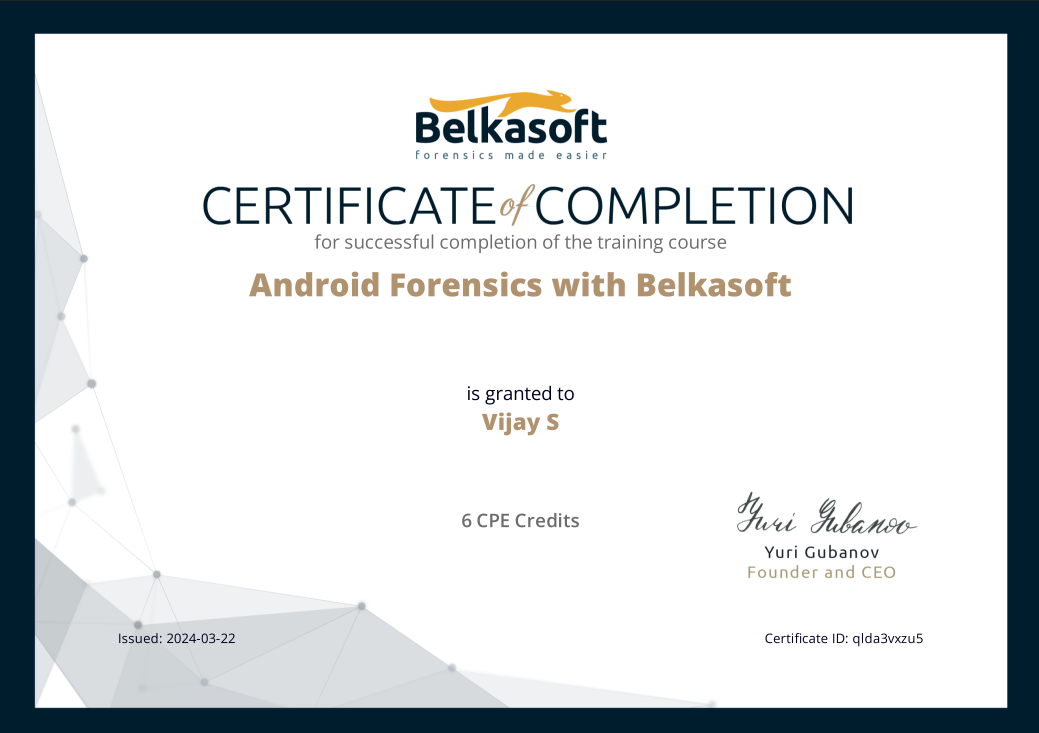 Belkasoft
forensics made easier
CERTIFICATE of COMPLETION
for successful completion of the training course
Android Forensics with Belkasoft
is granted to
Vijay S
6 CPE Credits
Yuri Gubanov
Yuri Gubanov
Founder and CEO
Issued: 2024-03-22
Certificate ID: qlda3vxzu5